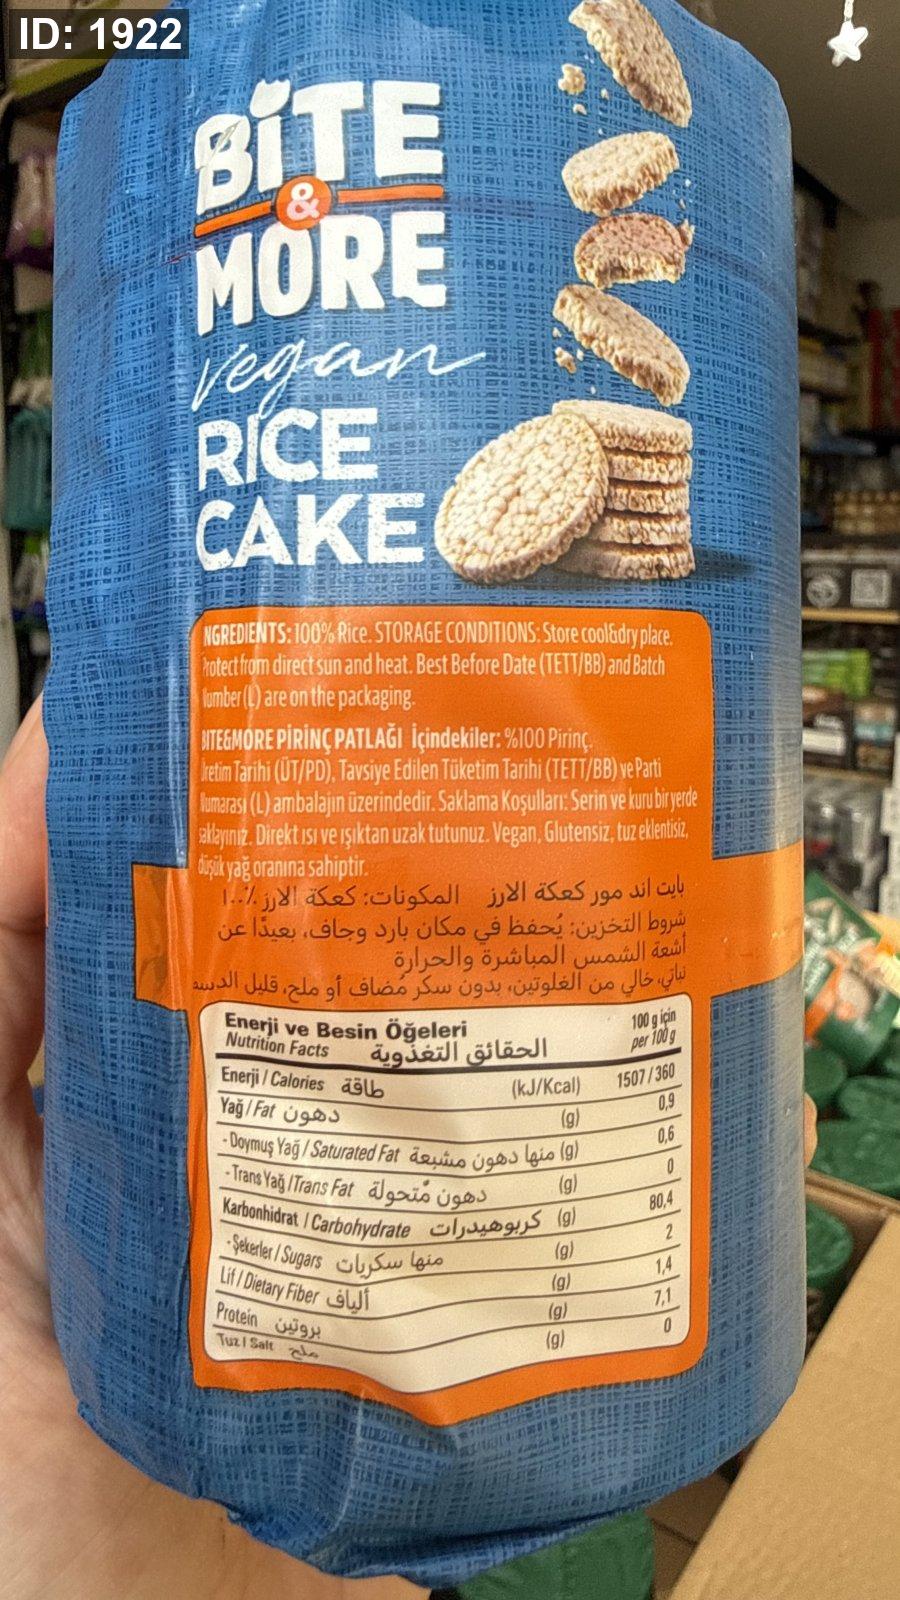 ID: 1922
BiTE
&
MORE
Vegan
RICE
CAKE
NGREDIENTS: 100% Rice. STORAGE CONDITIONS: Store cool&dry place.
Protect from direct sun and heat. Best Before Date (TETT/BB) and Batch
Number (L) are on the packaging.
BITE&MORE PİRİNÇ PATLAĞI İçindekiler: %100 Pirinç.
Üretim Tarihi (ÜT/PD), Tavsiye Edilen Tüketim Tarihi (TETT/BB) ve Parti
Numarası (L) ambalajın üzerindedir. Saklama Koşulları: Serin ve kuru bir yerde
saklayınız. Direkt ısı ve ışıktan uzak tutunuz. Vegan, Glutensiz, tuz eklentisiz,
düşük yağ oranına sahiptir.
بايت اند مور كعكة الارز المكونات: كعكة الارز ٪١٠٠
شروط التخزين: يُحفظ في مكان بارد وجاف، بعيدًا عن
أشعة الشمس المباشرة والحرارة
نباتي، خالي من الغلوتين، بدون سكر مُضاف أو ملح، قليل الدسم
Enerji ve Besin Öğeleri 100 g için
Nutrition Facts الحقائق التغذوية per 100 g
Enerji / Calories طاقة (kJ/Kcal) 1507 / 360
Yağ / Fat دهون (g) 0,9
- Doymuş Yağ / Saturated Fat منها دهون مشبعة (g) 0,6
- Trans Yağ / Trans Fat دهون مُتحولة (g) 0
Karbonhidrat / Carbohydrate كربوهيدرات (g) 80,4
- Şekerler / Sugars منها سكريات (g) 2
Lif / Dietary Fiber ألياف (g) 1,4
Protein بروتين (g) 7,1
Tuz / Salt ملح (g) 0